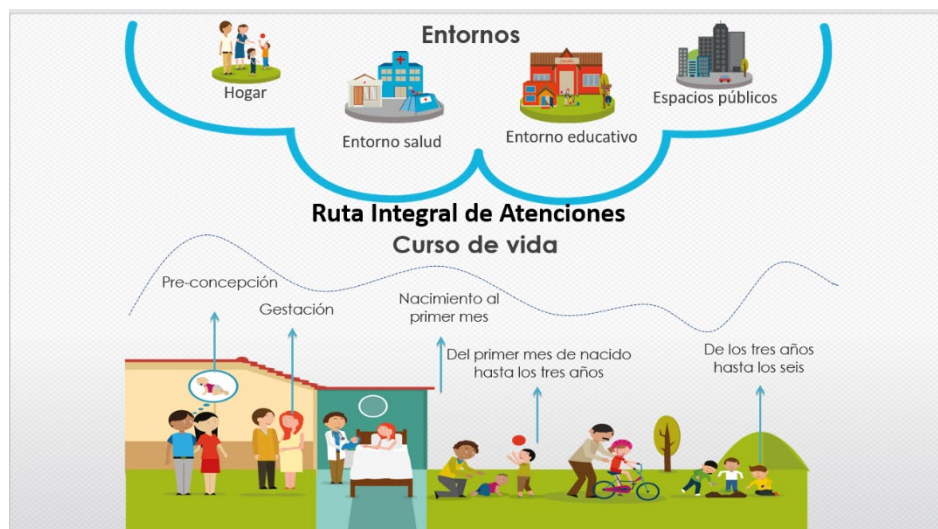 Entornos
Hogar
Entorno salud
Entorno educativo
Espacios públicos
Ruta Integral de Atenciones
Curso de vida
Pre-concepción
Gestación
Nacimiento al
primer mes
Del primer mes de nacido
hasta los tres años
De los tres años
hasta los seis